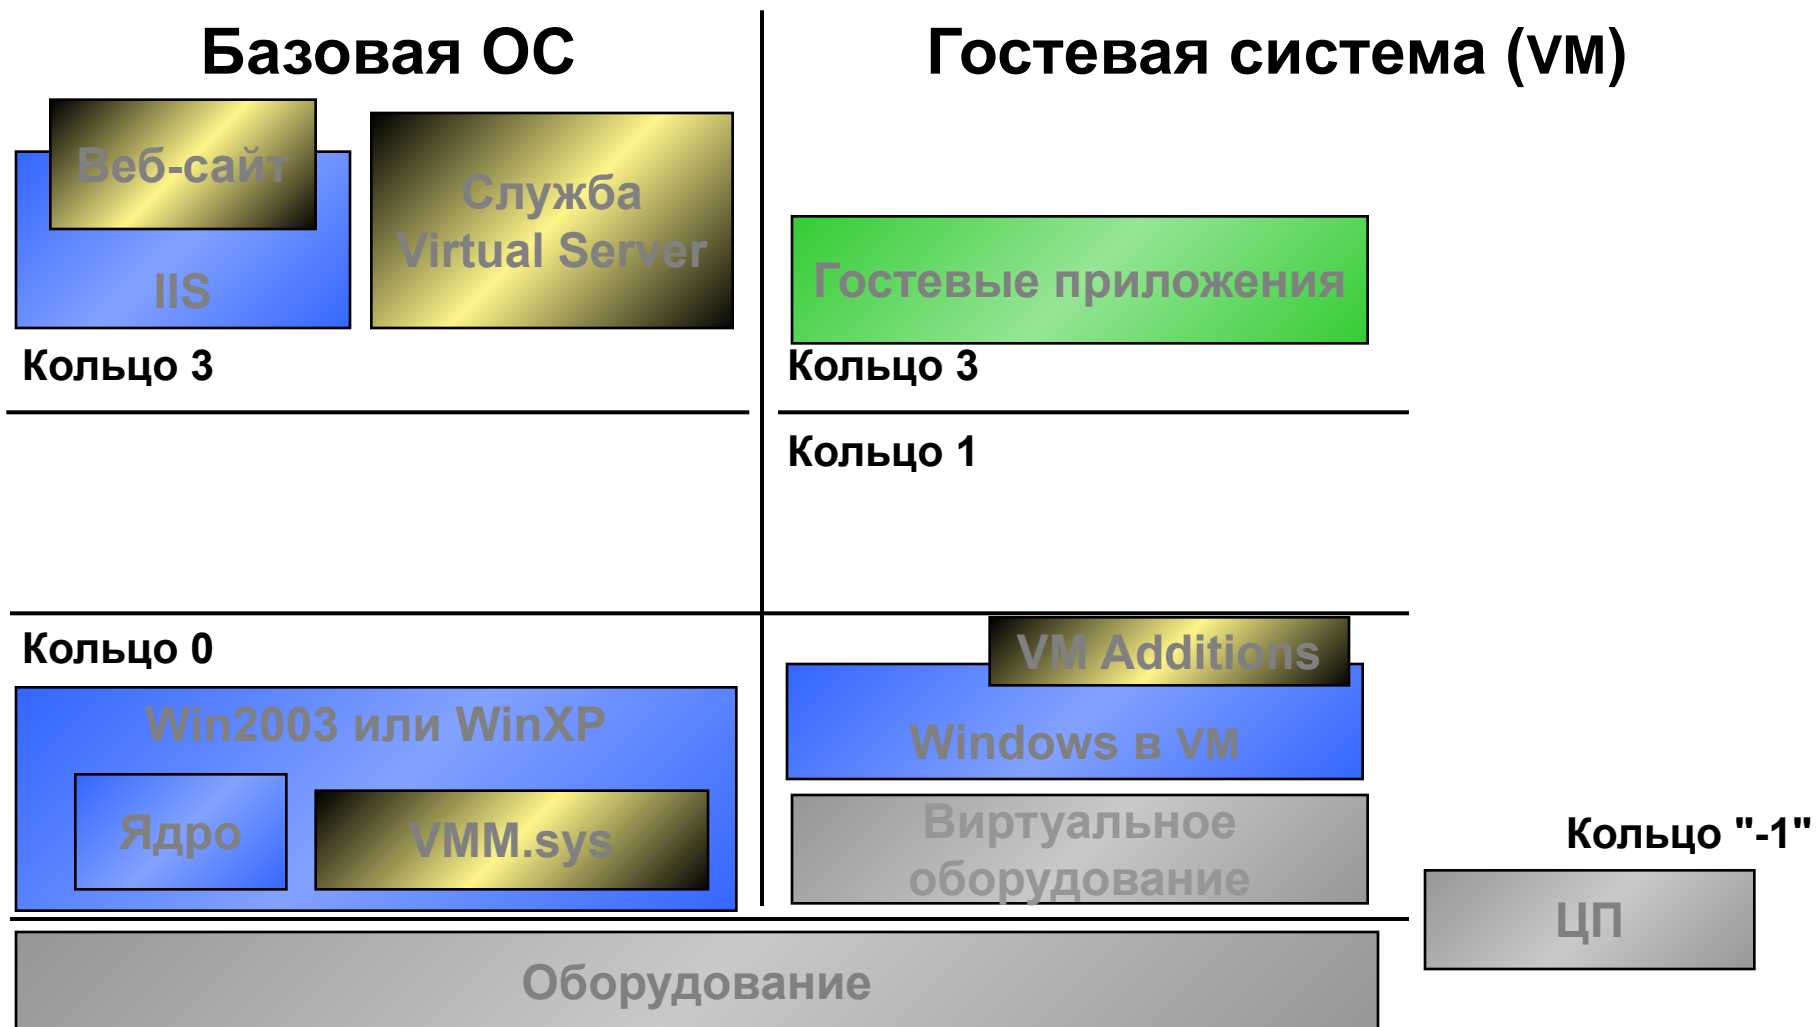 Базовая ОС
Гостевая система (VM)
Веб-сайт
IIS
Служба
Virtual Server
Гостевые приложения
Кольцо 3
Кольцо 3
Кольцо 1
Кольцо 0
VM Additions
Win2003 или WinXP
Windows в VM
Ядро
VMM.sys
Виртуальное
оборудование
Кольцо "-1"
ЦП
Оборудование